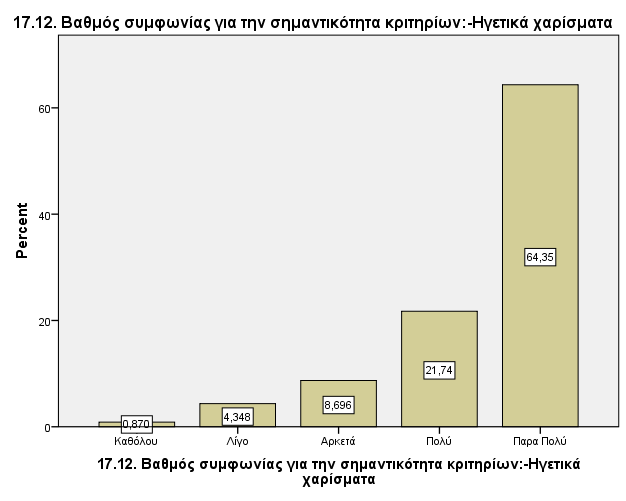 17.12. Βαθμός συμφωνίας για την σημαντικότητα κριτηρίων:-Ηγετικά χαρίσματα
Percent
60
40
20
0
64,35
21,74
8,696
4,348
0,870
Καθόλου Λίγο Αρκετά Πολύ Παρα Πολύ
17.12. Βαθμός συμφωνίας για την σημαντικότητα κριτηρίων:-Ηγετικά
χαρίσματα